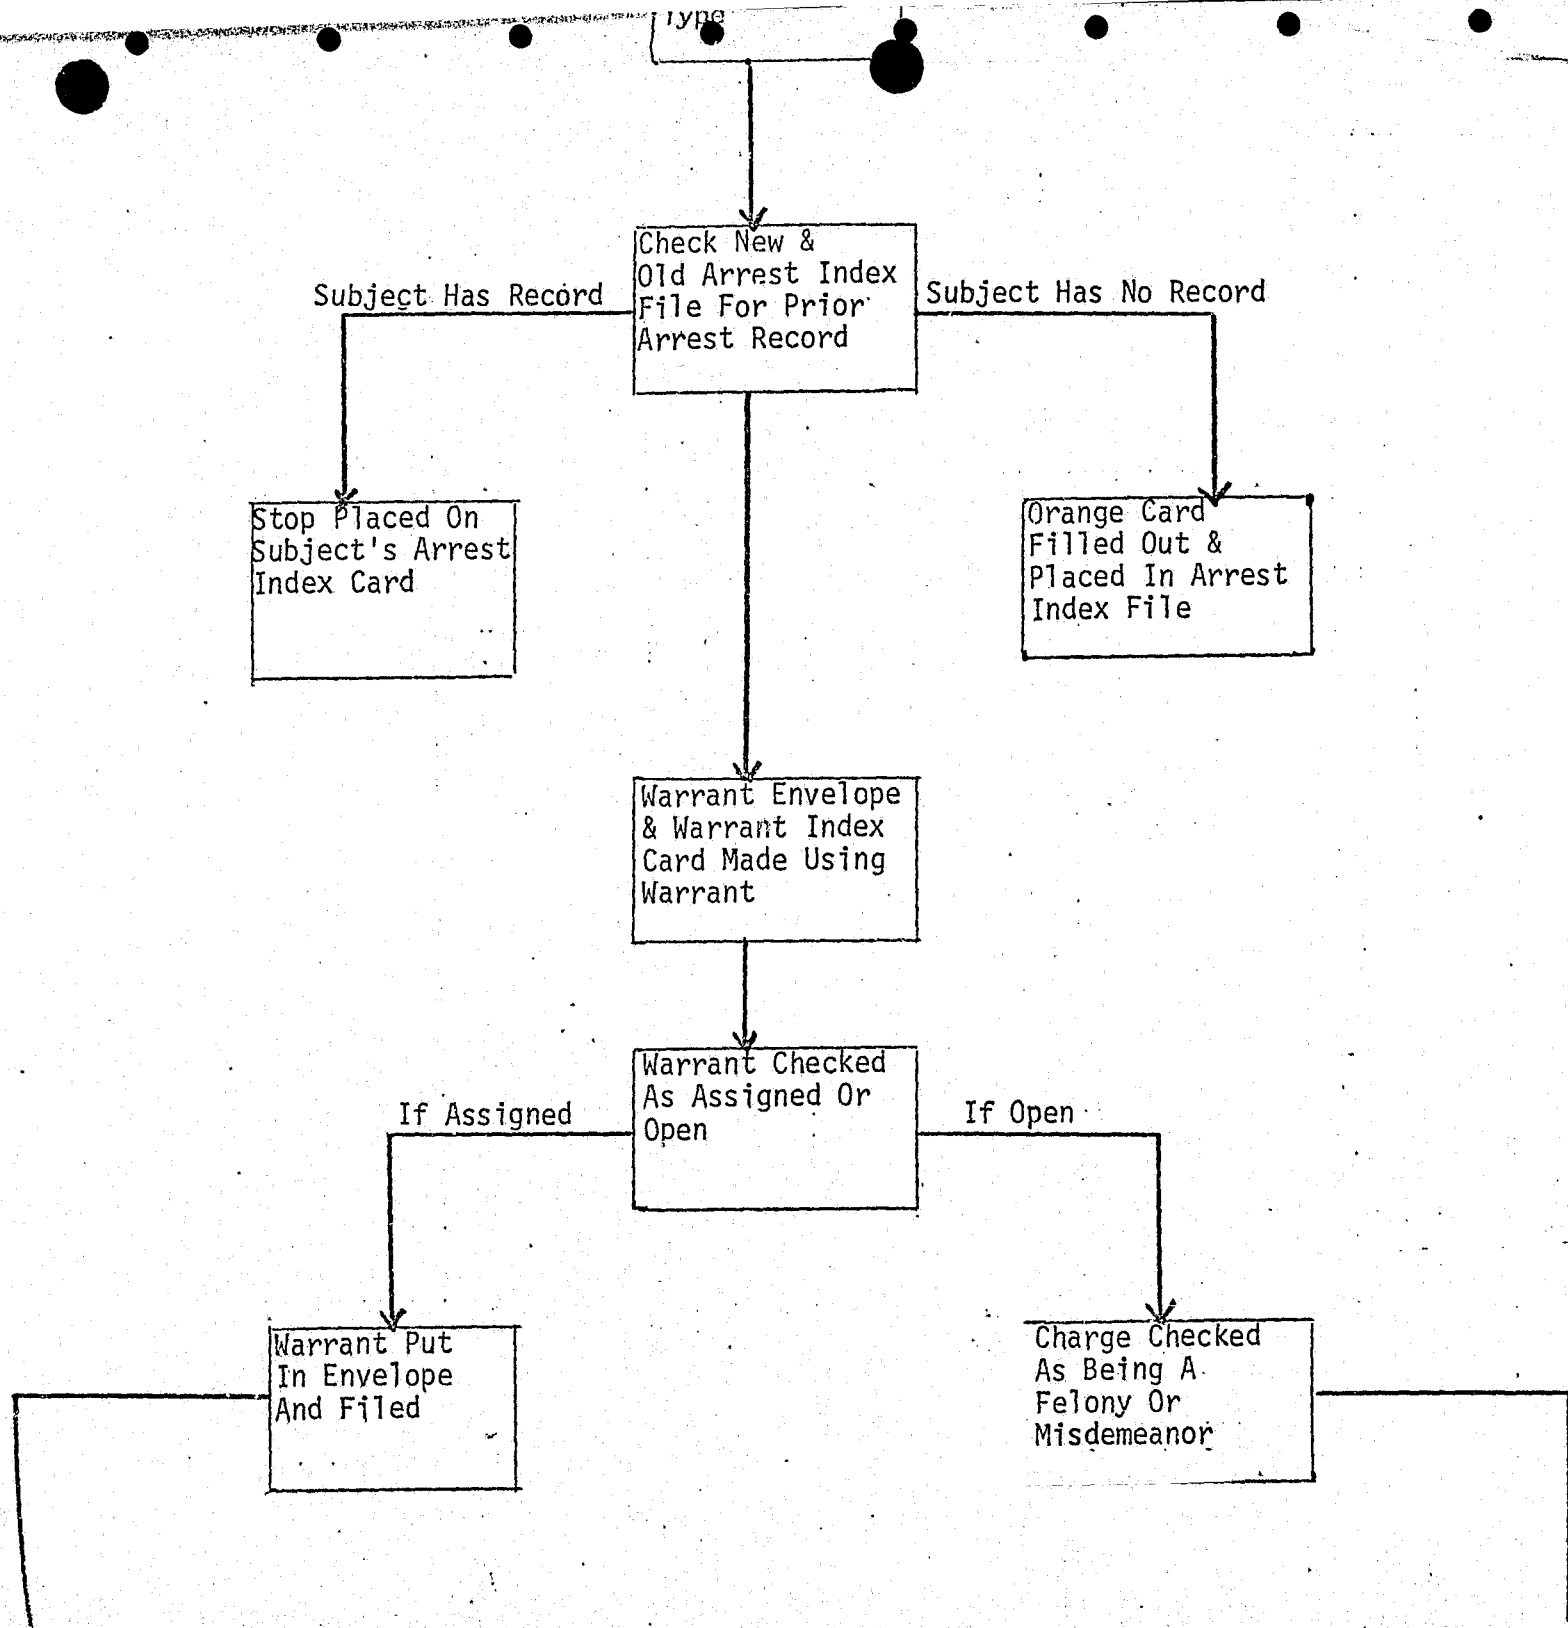 Type
Check New &
Old Arrest Index
File For Prior
Arrest Record
Subject Has Record
Subject Has No Record
Stop Placed On
Subject's Arrest
Index Card
Orange Card
Filled Out &
Placed In Arrest
Index File
Warrant Envelope
& Warrant Index
Card Made Using
Warrant
Warrant Checked
As Assigned Or
Open
If Assigned
If Open
Warrant Put
In Envelope
And Filed
Charge Checked
As Being A
Felony Or
Misdemeanor